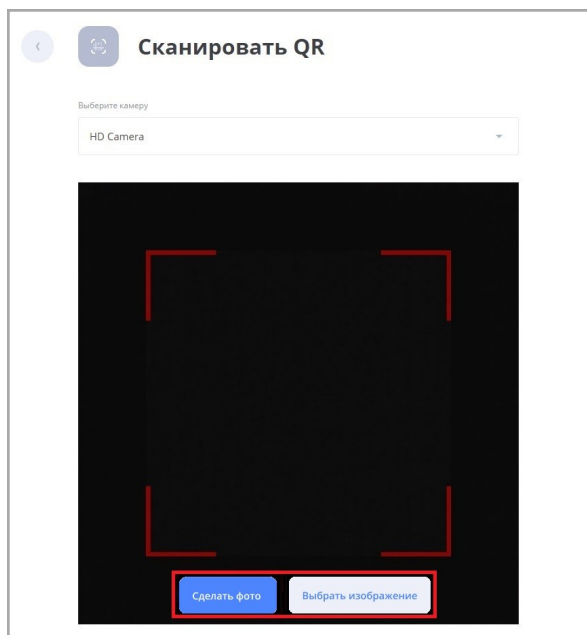 Сканировать QR
Выберите камеру
HD Camera
Сделать фото
Выбрать изображение